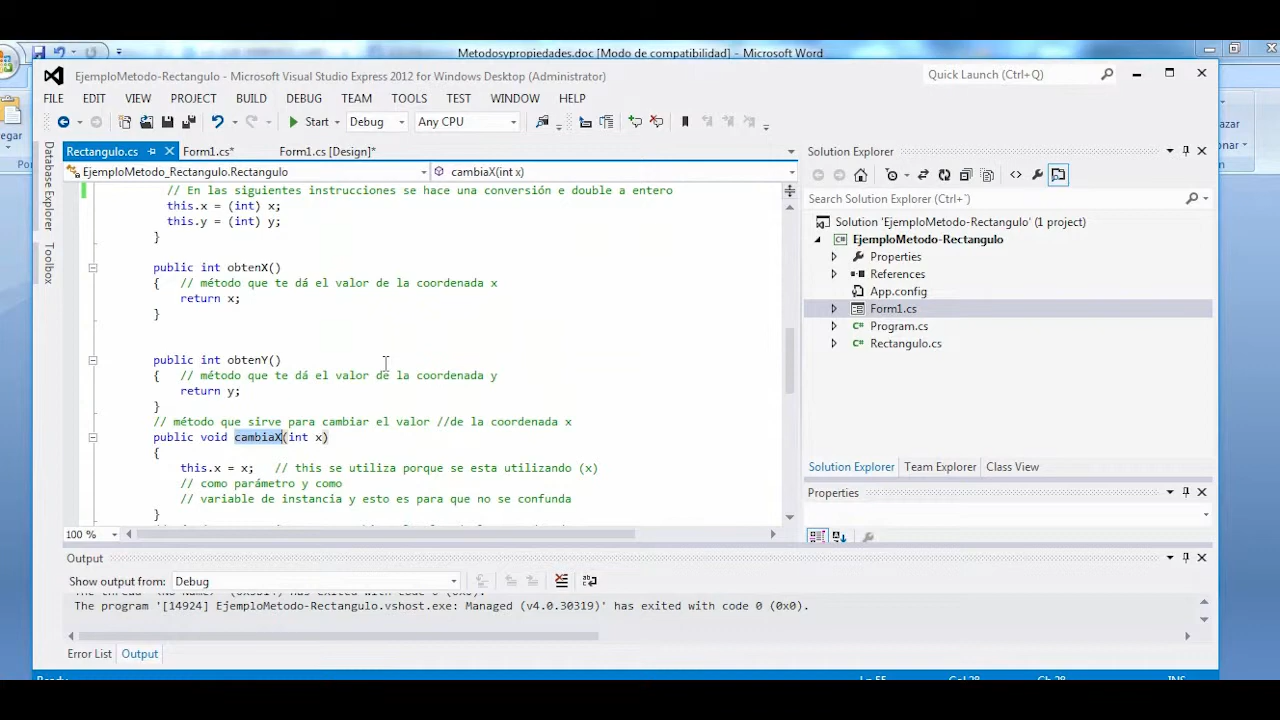 Metodosypropiedades.doc [Modo de compatibilidad] - Microsoft Word
EjemploMetodo-Rectangulo - Microsoft Visual Studio Express 2012 for Windows Desktop (Administrator)
Quick Launch (Ctrl+Q)
FILE EDIT VIEW PROJECT BUILD DEBUG TEAM TOOLS TEST WINDOW HELP
Start Debug Any CPU
Rectangulo.cs Form1.cs* Form1.cs [Design]*
EjemploMetodo_Rectangulo.Rectangulo cambiaX(int x)
// En las siguientes instrucciones se hace una conversión e double a entero
this.x = (int) x;
this.y = (int) y;
}
public int obtenX()
{ // método que te dá el valor de la coordenada x
return x;
}
public int obtenY()
{ // método que te dá el valor de la coordenada y
return y;
}
// método que sirve para cambiar el valor //de la coordenada x
public void cambiaX(int x)
{
this.x = x; // this se utiliza porque se esta utilizando (x)
// como parámetro y como
// variable de instancia y esto es para que no se confunda
}
100 %
Database Explorer
Toolbox
Solution Explorer
Search Solution Explorer (Ctrl+´)
Solution 'EjemploMetodo-Rectangulo' (1 project)
EjemploMetodo-Rectangulo
Properties
References
App.config
Form1.cs
Program.cs
Rectangulo.cs
Solution Explorer Team Explorer Class View
Properties
Output
Show output from: Debug
The program '[14924] EjemploMetodo-Rectangulo.vshost.exe: Managed (v4.0.30319)' has exited with code 0 (0x0).
Error List Output